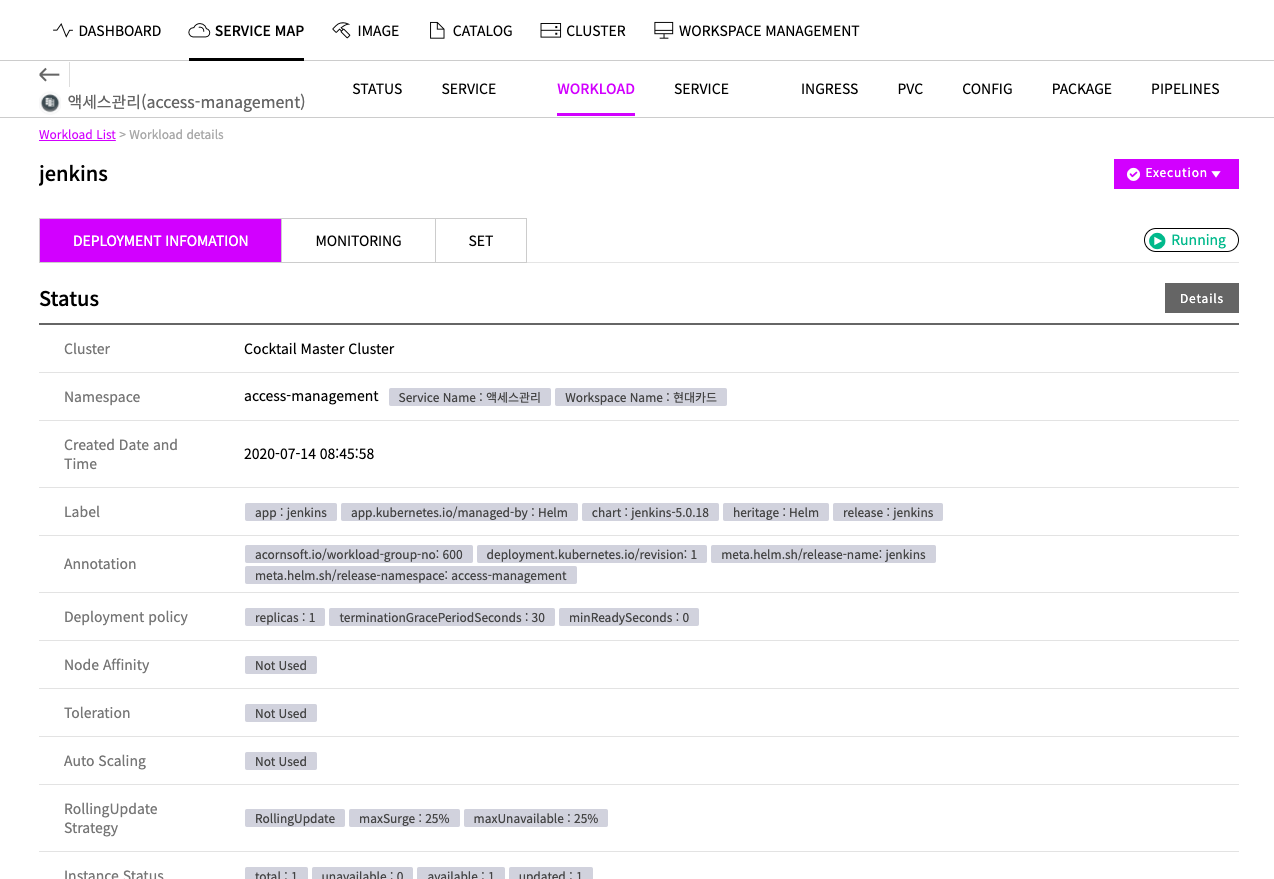 DASHBOARD SERVICE MAP IMAGE CATALOG CLUSTER WORKSPACE MANAGEMENT
액세스관리(access-management)
STATUS SERVICE WORKLOAD SERVICE INGRESS PVC CONFIG PACKAGE PIPELINES
Workload List > Workload details
jenkins
Execution
DEPLOYMENT INFOMATION MONITORING SET
Running
Status
Details
Cluster Cocktail Master Cluster
Namespace access-management Service Name : 액세스관리 Workspace Name : 현대카드
Created Date and
Time
2020-07-14 08:45:58
Label app : jenkins app.kubernetes.io/managed-by : Helm chart : jenkins-5.0.18 heritage : Helm release : jenkins
Annotation
acornsoft.io/workload-group-no: 600 deployment.kubernetes.io/revision: 1 meta.helm.sh/release-name: jenkins
meta.helm.sh/release-namespace: access-management
Deployment policy replicas : 1 terminationGracePeriodSeconds : 30 minReadySeconds : 0
Node Affinity Not Used
Toleration Not Used
Auto Scaling Not Used
RollingUpdate
Strategy
RollingUpdate maxSurge : 25% maxUnavailable : 25%
Instance Status total : 1 unavailable : 0 available : 1 updated : 1